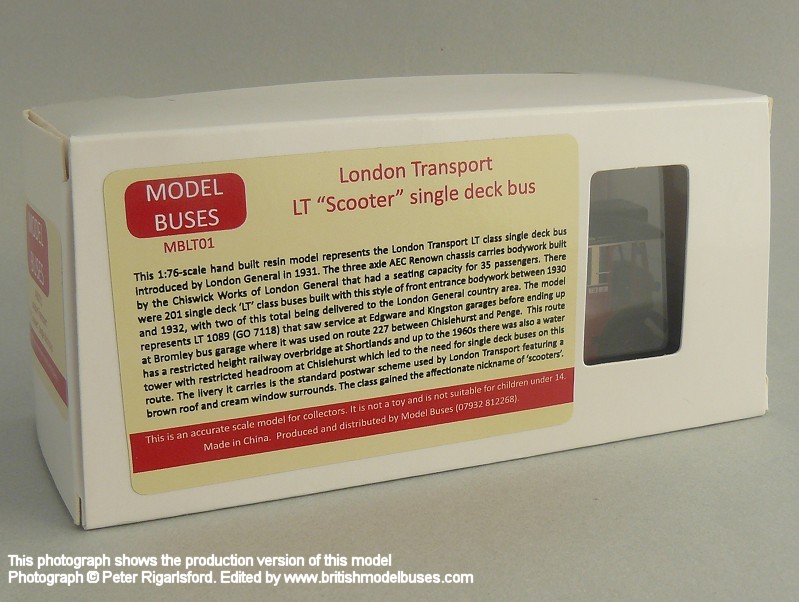 MODEL
BUSES
MBLT01
London Transport
LT “Scooter” single deck bus
This 1:76-scale hand built resin model represents the London Transport LT class single deck bus
introduced by London General in 1931. The three axle AEC Renown chassis carries bodywork built
by the Chiswick Works of London General that had a seating capacity for 35 passengers. There
were 201 single deck ‘LT’ class buses built with this style of front entrance bodywork between 1930
and 1932, with two of this total being delivered to the London General country area. The model
represents LT 1089 (GO 7118) that saw service at Edgware and Kingston garages before ending up
at Bromley bus garage where it was used on route 227 between Chislehurst and Penge. This route
has a restricted height railway overbridge at Shortlands and up to the 1960s there was also a water
tower with restricted headroom at Chislehurst which led to the need for single deck buses on this
route. The livery it carries is the standard postwar scheme used by London Transport featuring a
brown roof and cream window surrounds. The class gained the affectionate nickname of ‘scooters’.
This is an accurate scale model for collectors. It is not a toy and is not suitable for children under 14.
Made in China. Produced and distributed by Model Buses (07932 812268).
MODEL
BUSES
This photograph shows the production version of this model
Photograph © Peter Rigarlsford. Edited by www.britishmodelbuses.com